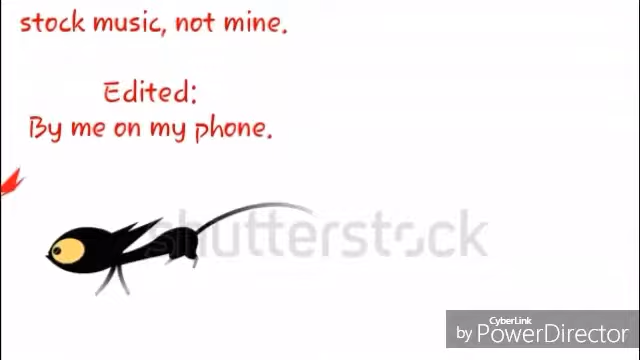 stock music, not mine.
Edited:
By me on my phone.
shutterstock
CyberLink
by PowerDirector